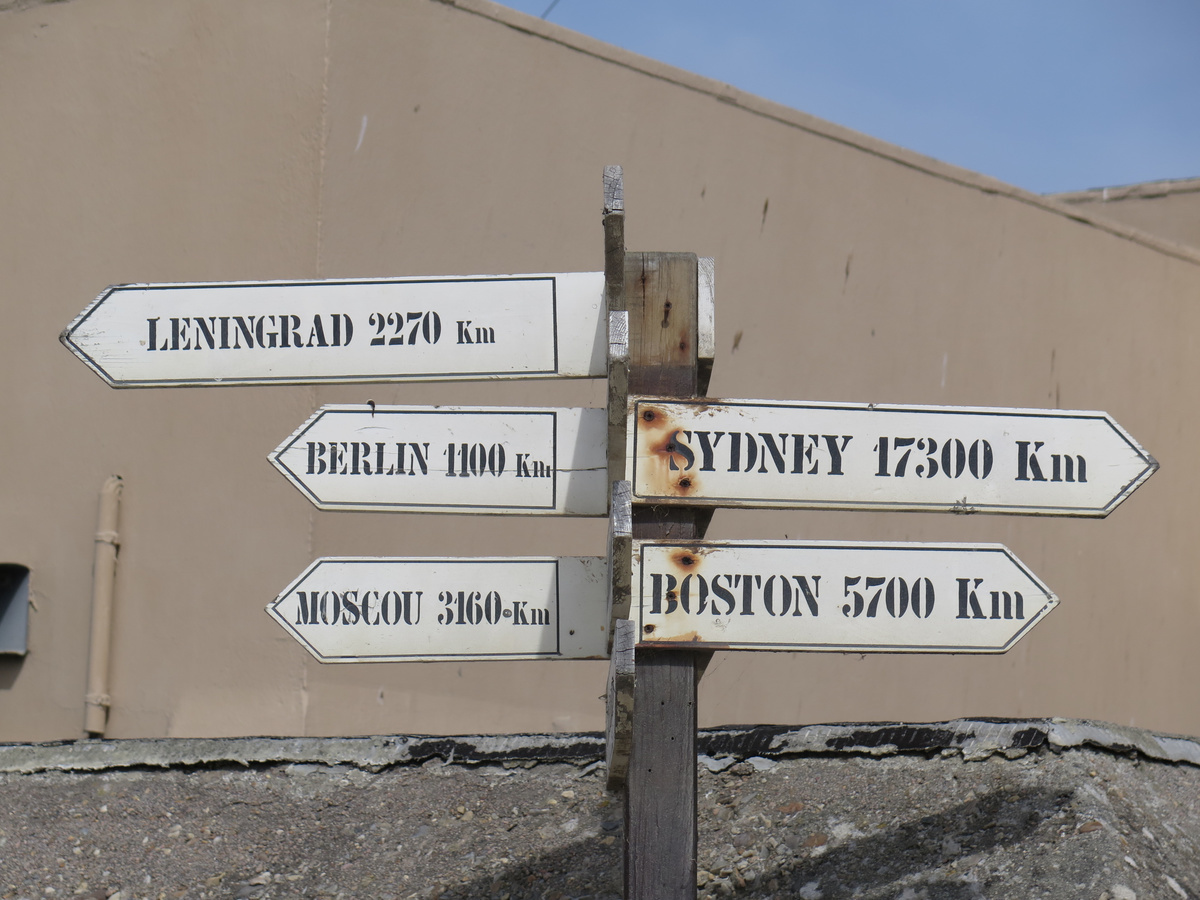 LENINGRAD 2270 Km
BERLIN 1100 Km
SYDNEY 17300 Km
MOSCOU 3160 Km
BOSTON 5700 Km